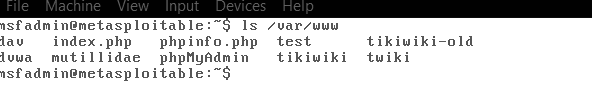 Machine View Input Devices Help
msfadmin@metasploitable:~$ ls /var/www
dav index.php phpinfo.php test tikiwiki-old
dvwa mutillidae phpMyAdmin tikiwiki twiki
msfadmin@metasploitable:~$